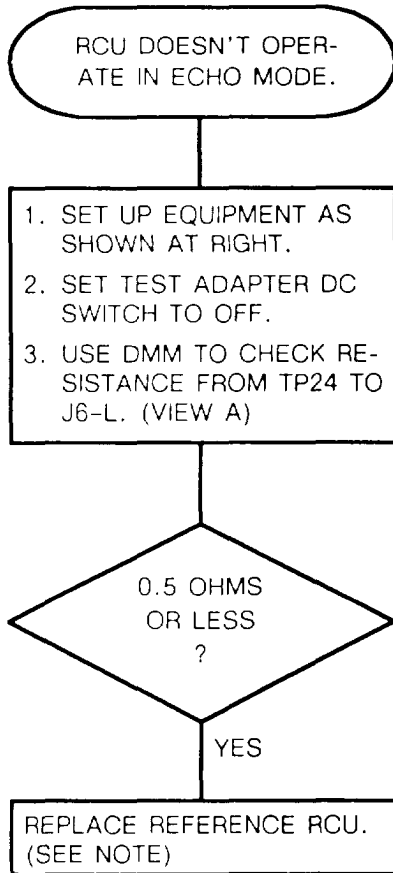 RCU DOESN'T OPER-
ATE IN ECHO MODE.
1. SET UP EQUIPMENT AS
SHOWN AT RIGHT.
2. SET TEST ADAPTER DC
SWITCH TO OFF.
3. USE DMM TO CHECK RE-
SISTANCE FROM TP24 TO
J6-L. (VIEW A)
0.5 OHMS
OR LESS
?
YES
REPLACE REFERENCE RCU.
(SEE NOTE)